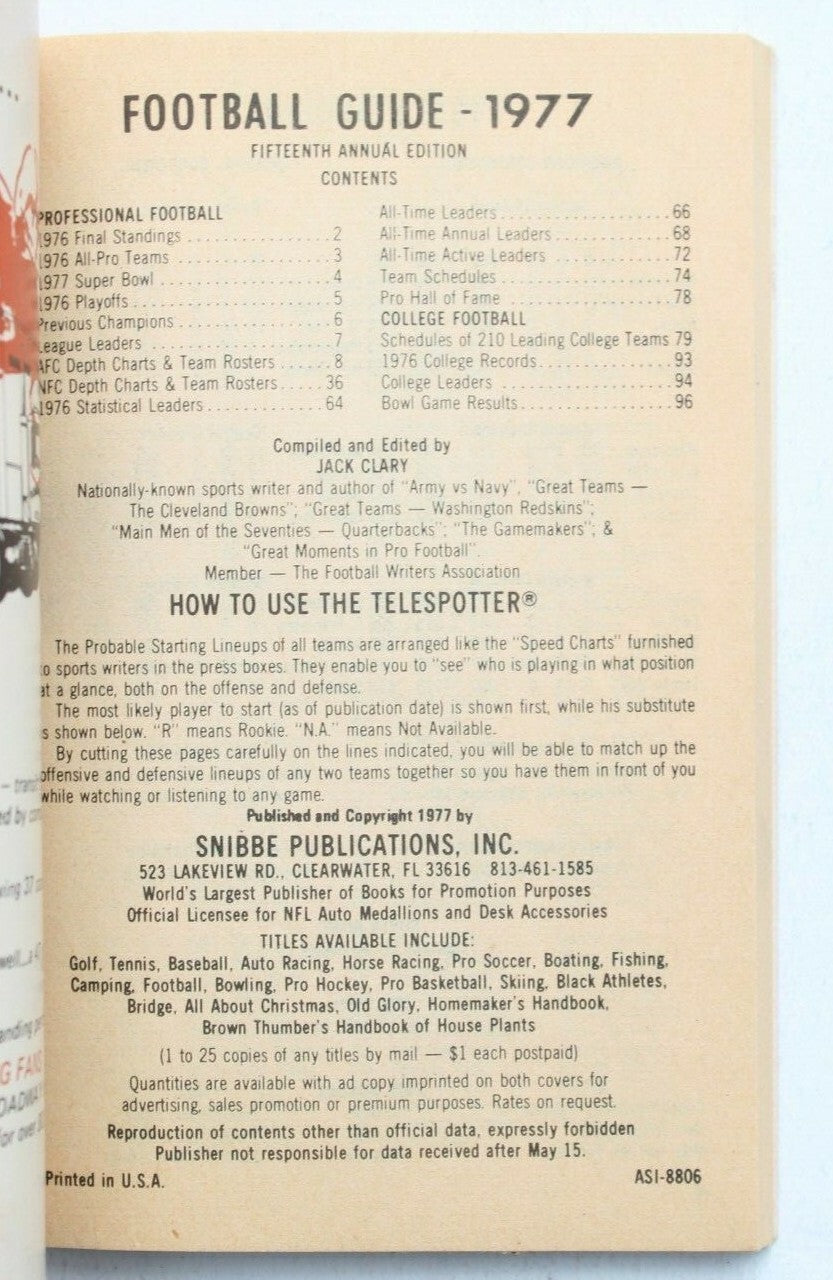 FOOTBALL GUIDE - 1977
FIFTEENTH ANNUAL EDITION
CONTENTS
PROFESSIONAL FOOTBALL
1976 Final Standings ................ 2
1976 All-Pro Teams .................. 3
1977 Super Bowl .................... 4
1976 Playoffs ....................... 5
Previous Champions ................. 6
League Leaders ..................... 7
AFC Depth Charts & Team Rosters ...... 8
NFC Depth Charts & Team Rosters ..... 36
1976 Statistical Leaders .............. 64
All-Time Leaders .................... 66
All-Time Annual Leaders ............. 68
All-Time Active Leaders ............. 72
Team Schedules .................... 74
Pro Hall of Fame ................... 78
COLLEGE FOOTBALL
Schedules of 210 Leading College Teams 79
1976 College Records ................ 93
College Leaders .................... 94
Bowl Game Results .................. 96
Compiled and Edited by
JACK CLARY
Nationally-known sports writer and author of "Army vs Navy", "Great Teams —
The Cleveland Browns"; "Great Teams — Washington Redskins";
"Main Men of the Seventies — Quarterbacks"; "The Gamemakers"; &
"Great Moments in Pro Football".
Member — The Football Writers Association
HOW TO USE THE TELESPOTTER®
The Probable Starting Lineups of all teams are arranged like the "Speed Charts" furnished
to sports writers in the press boxes. They enable you to "see" who is playing in what position
at a glance, both on the offense and defense.
The most likely player to start (as of publication date) is shown first, while his substitute
is shown below. "R" means Rookie. "N.A." means Not Available.
By cutting these pages carefully on the lines indicated, you will be able to match up the
offensive and defensive lineups of any two teams together so you have them in front of you
while watching or listening to any game.
Published and Copyright 1977 by
SNIBBE PUBLICATIONS, INC.
523 LAKEVIEW RD., CLEARWATER, FL 33616 813-461-1585
World's Largest Publisher of Books for Promotion Purposes
Official Licensee for NFL Auto Medallions and Desk Accessories
TITLES AVAILABLE INCLUDE:
Golf, Tennis, Baseball, Auto Racing, Horse Racing, Pro Soccer, Boating, Fishing,
Camping, Football, Bowling, Pro Hockey, Pro Basketball, Skiing, Black Athletes,
Bridge, All About Christmas, Old Glory, Homemaker's Handbook,
Brown Thumber's Handbook of House Plants
(1 to 25 copies of any titles by mail — $1 each postpaid)
Quantities are available with ad copy imprinted on both covers for
advertising, sales promotion or premium purposes. Rates on request.
Reproduction of contents other than official data, expressly forbidden
Publisher not responsible for data received after May 15.
Printed in U.S.A. ASI-8806